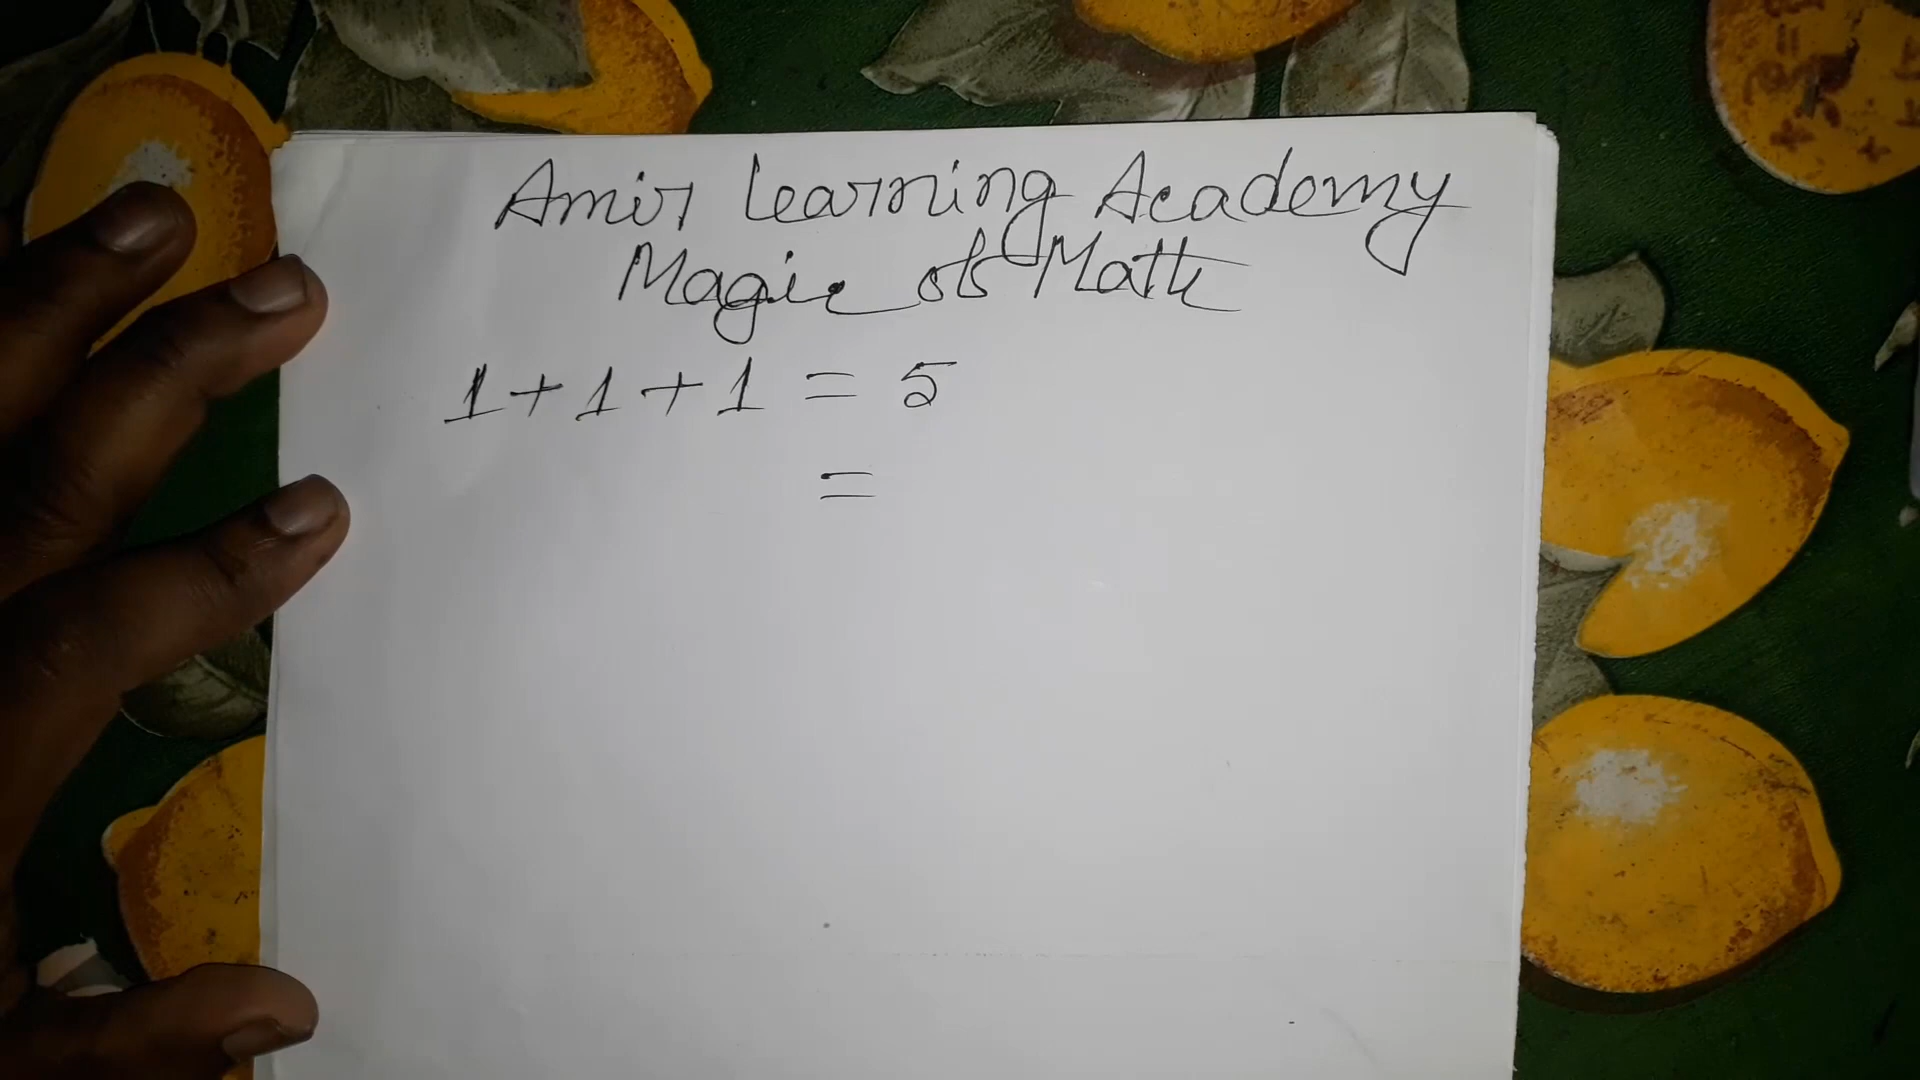 Amir Learning Academy
Magic of Math
1 + 1 + 1 = 5
=